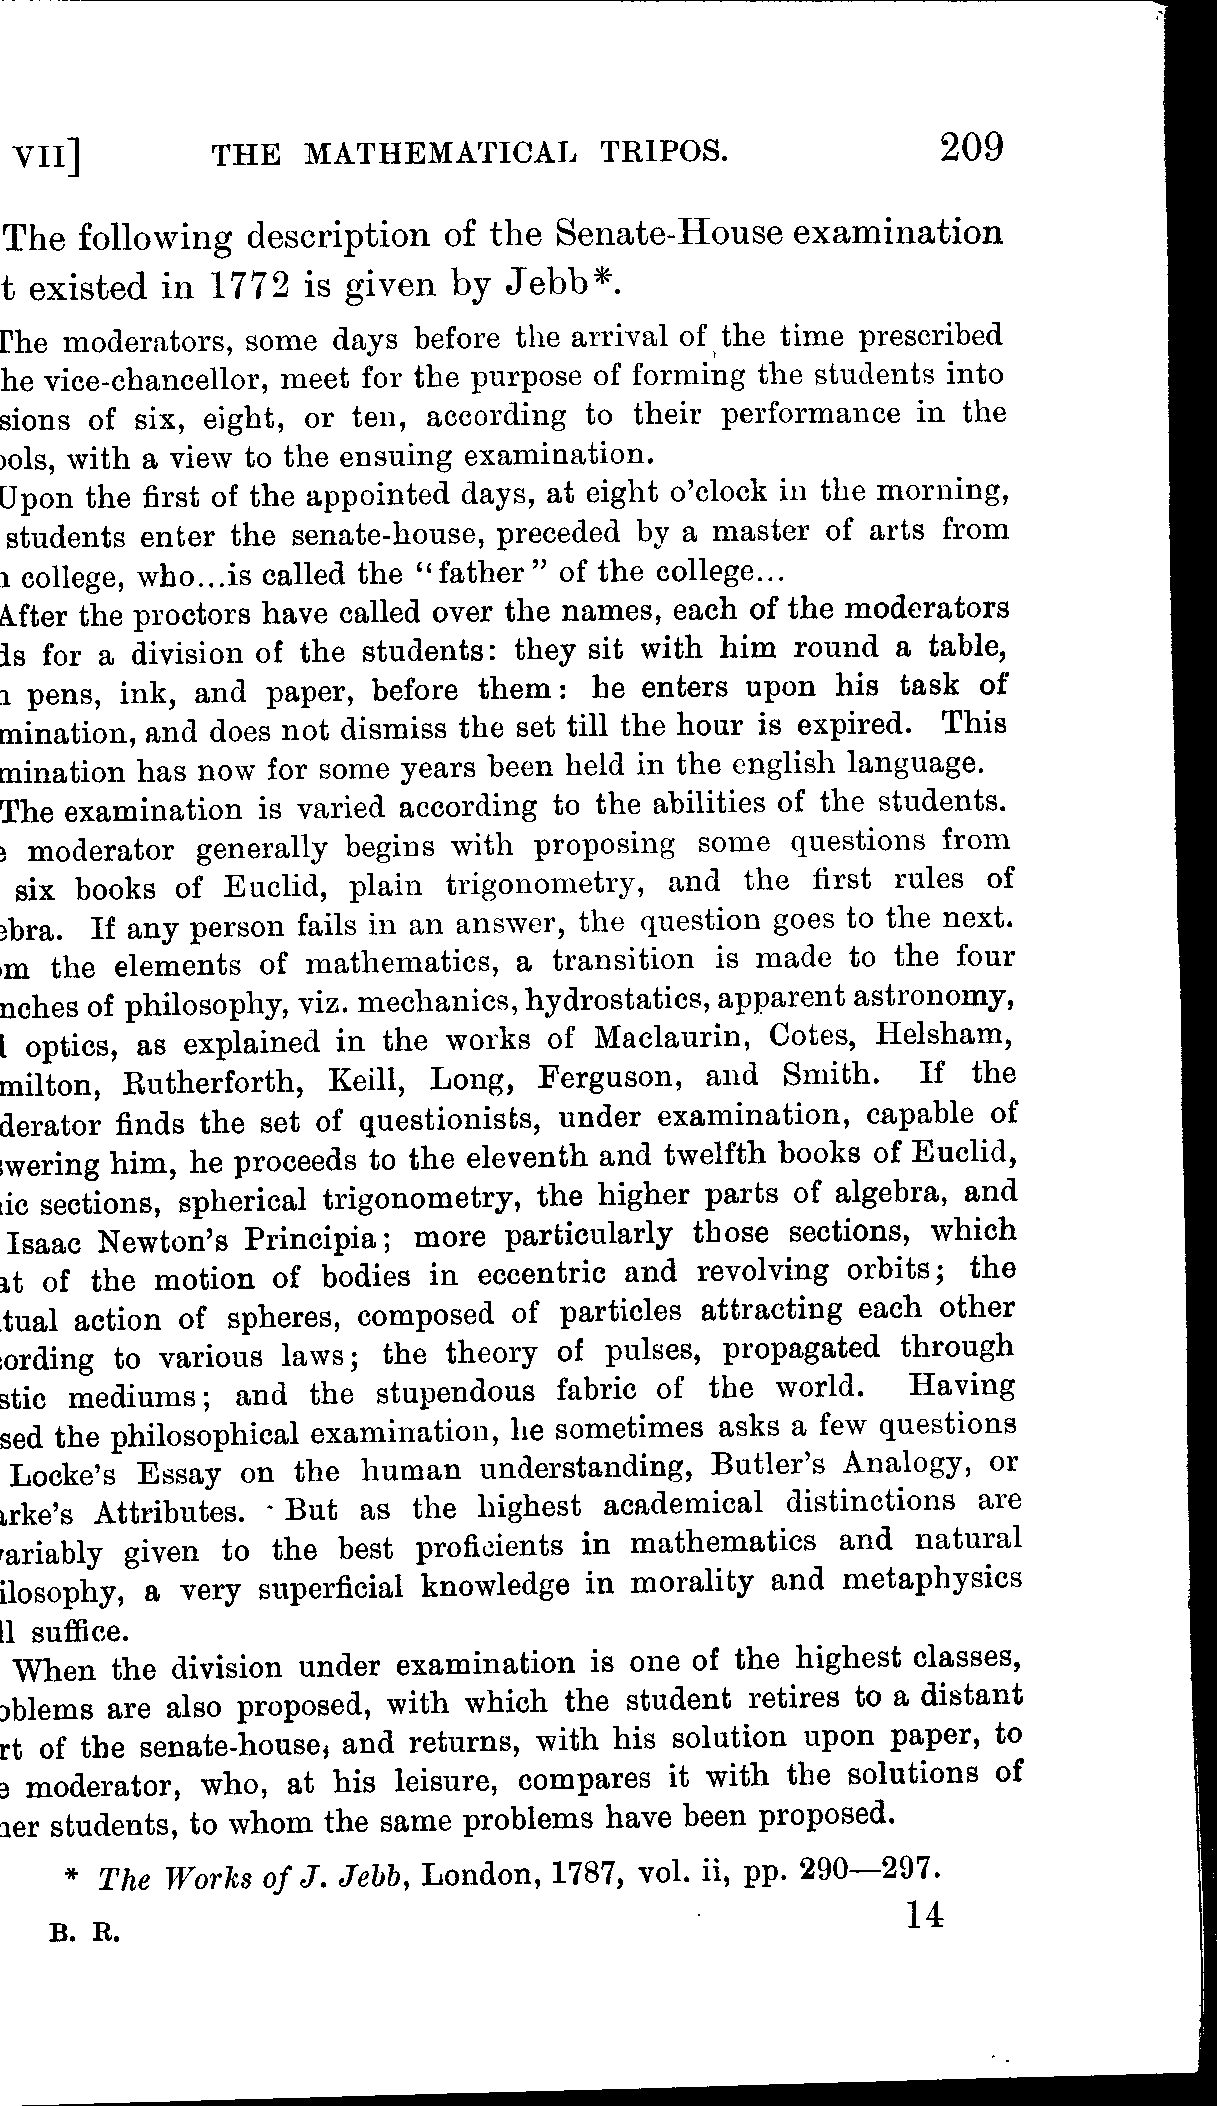 VII] THE MATHEMATICAL TRIPOS. 209
The following description of the Senate-House examination
t existed in 1772 is given by Jebb*.
The moderators, some days before the arrival of the time prescribed
he vice-chancellor, meet for the purpose of forming the students into
sions of six, eight, or ten, according to their performance in the
ools, with a view to the ensuing examination.
Upon the first of the appointed days, at eight o'clock in the morning,
students enter the senate-house, preceded by a master of arts from
college, who...is called the “father” of the college...
After the proctors have called over the names, each of the moderators
ds for a division of the students: they sit with him round a table,
pens, ink, and paper, before them: he enters upon his task of
mination, and does not dismiss the set till the hour is expired. This
mination has now for some years been held in the english language.
The examination is varied according to the abilities of the students.
moderator generally begins with proposing some questions from
six books of Euclid, plain trigonometry, and the first rules of
ebra. If any person fails in an answer, the question goes to the next.
om the elements of mathematics, a transition is made to the four
nches of philosophy, viz. mechanics, hydrostatics, apparent astronomy,
optics, as explained in the works of Maclaurin, Cotes, Helsham,
milton, Rutherforth, Keill, Long, Ferguson, and Smith. If the
derator finds the set of questionists, under examination, capable of
swering him, he proceeds to the eleventh and twelfth books of Euclid,
ic sections, spherical trigonometry, the higher parts of algebra, and
Isaac Newton's Principia; more particularly those sections, which
at of the motion of bodies in eccentric and revolving orbits; the
tual action of spheres, composed of particles attracting each other
cording to various laws; the theory of pulses, propagated through
stic mediums; and the stupendous fabric of the world. Having
sed the philosophical examination, he sometimes asks a few questions
Locke's Essay on the human understanding, Butler's Analogy, or
arke's Attributes. But as the highest academical distinctions are
variably given to the best proficients in mathematics and natural
ilosophy, a very superficial knowledge in morality and metaphysics
ll suffice.
When the division under examination is one of the highest classes,
oblems are also proposed, with which the student retires to a distant
rt of the senate-house, and returns, with his solution upon paper, to
moderator, who, at his leisure, compares it with the solutions of
her students, to whom the same problems have been proposed.
* The Works of J. Jebb, London, 1787, vol. ii, pp. 290—297.
B. R. 14